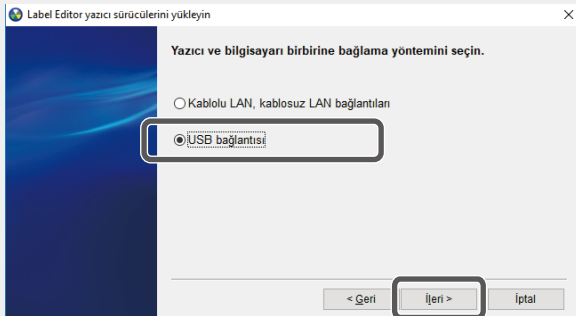 Label Editor yazıcı sürücülerini yükleyin
Yazıcı ve bilgisayarı birbirine bağlama yöntemini seçin.
Kablolu LAN, kablosuz LAN bağlantıları
USB bağlantısı
< Geri İleri > İptal